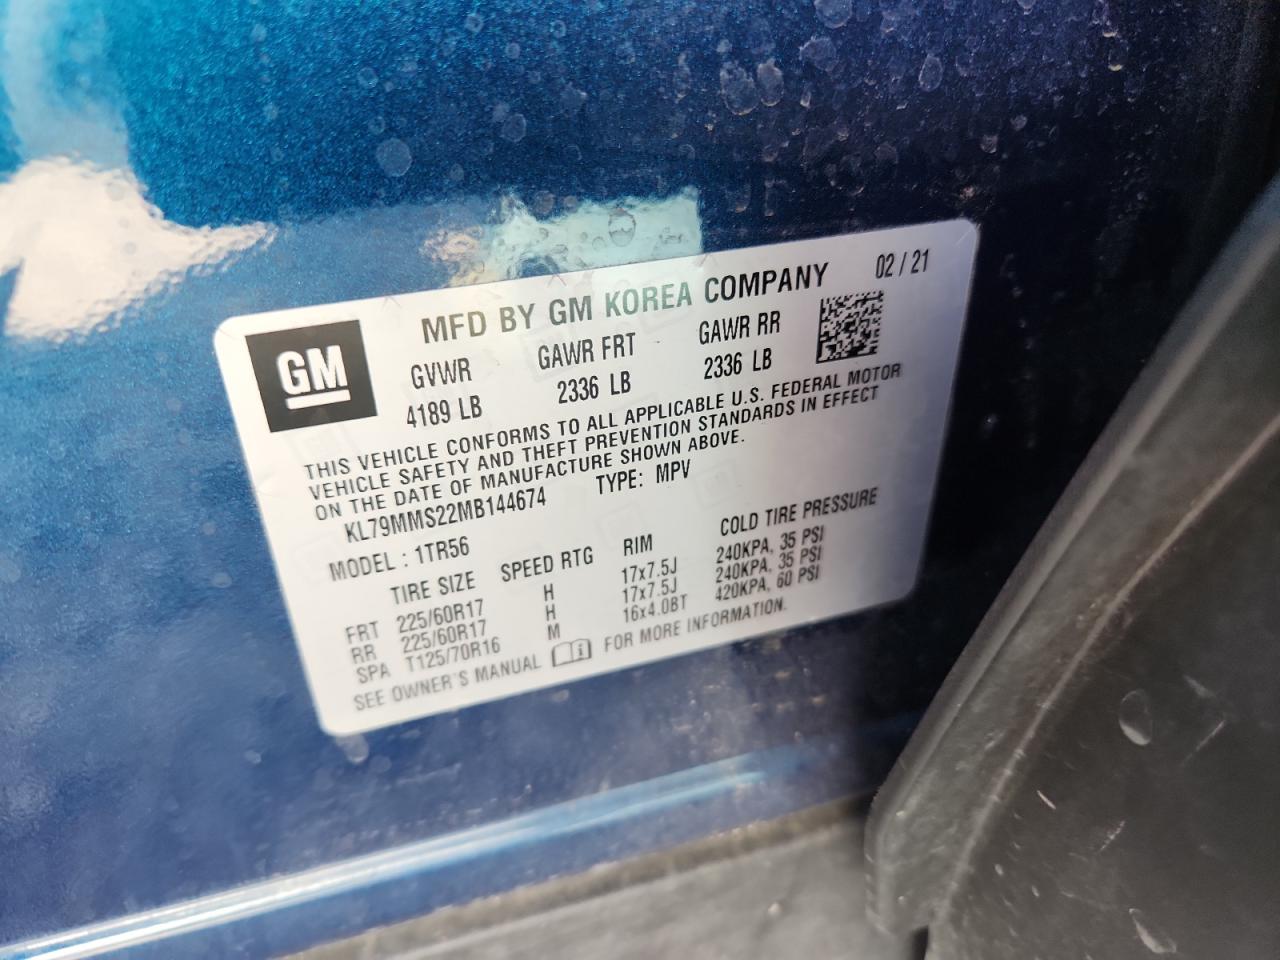 MFD BY GM KOREA COMPANY 02 / 21
GM
GVWR GAWR FRT GAWR RR
4189 LB 2336 LB 2336 LB
THIS VEHICLE CONFORMS TO ALL APPLICABLE U.S. FEDERAL MOTOR
VEHICLE SAFETY AND THEFT PREVENTION STANDARDS IN EFFECT
ON THE DATE OF MANUFACTURE SHOWN ABOVE.
KL79MMS22MB144674 TYPE: MPV
MODEL : 1TR56
TIRE SIZE SPEED RTG RIM COLD TIRE PRESSURE
FRT 225/60R17 H 17x7.5J 240KPA, 35 PSI
RR 225/60R17 H 17x7.5J 240KPA, 35 PSI
SPA T125/70R16 M 16x4.0BT 420KPA, 60 PSI
SEE OWNER'S MANUAL FOR MORE INFORMATION.